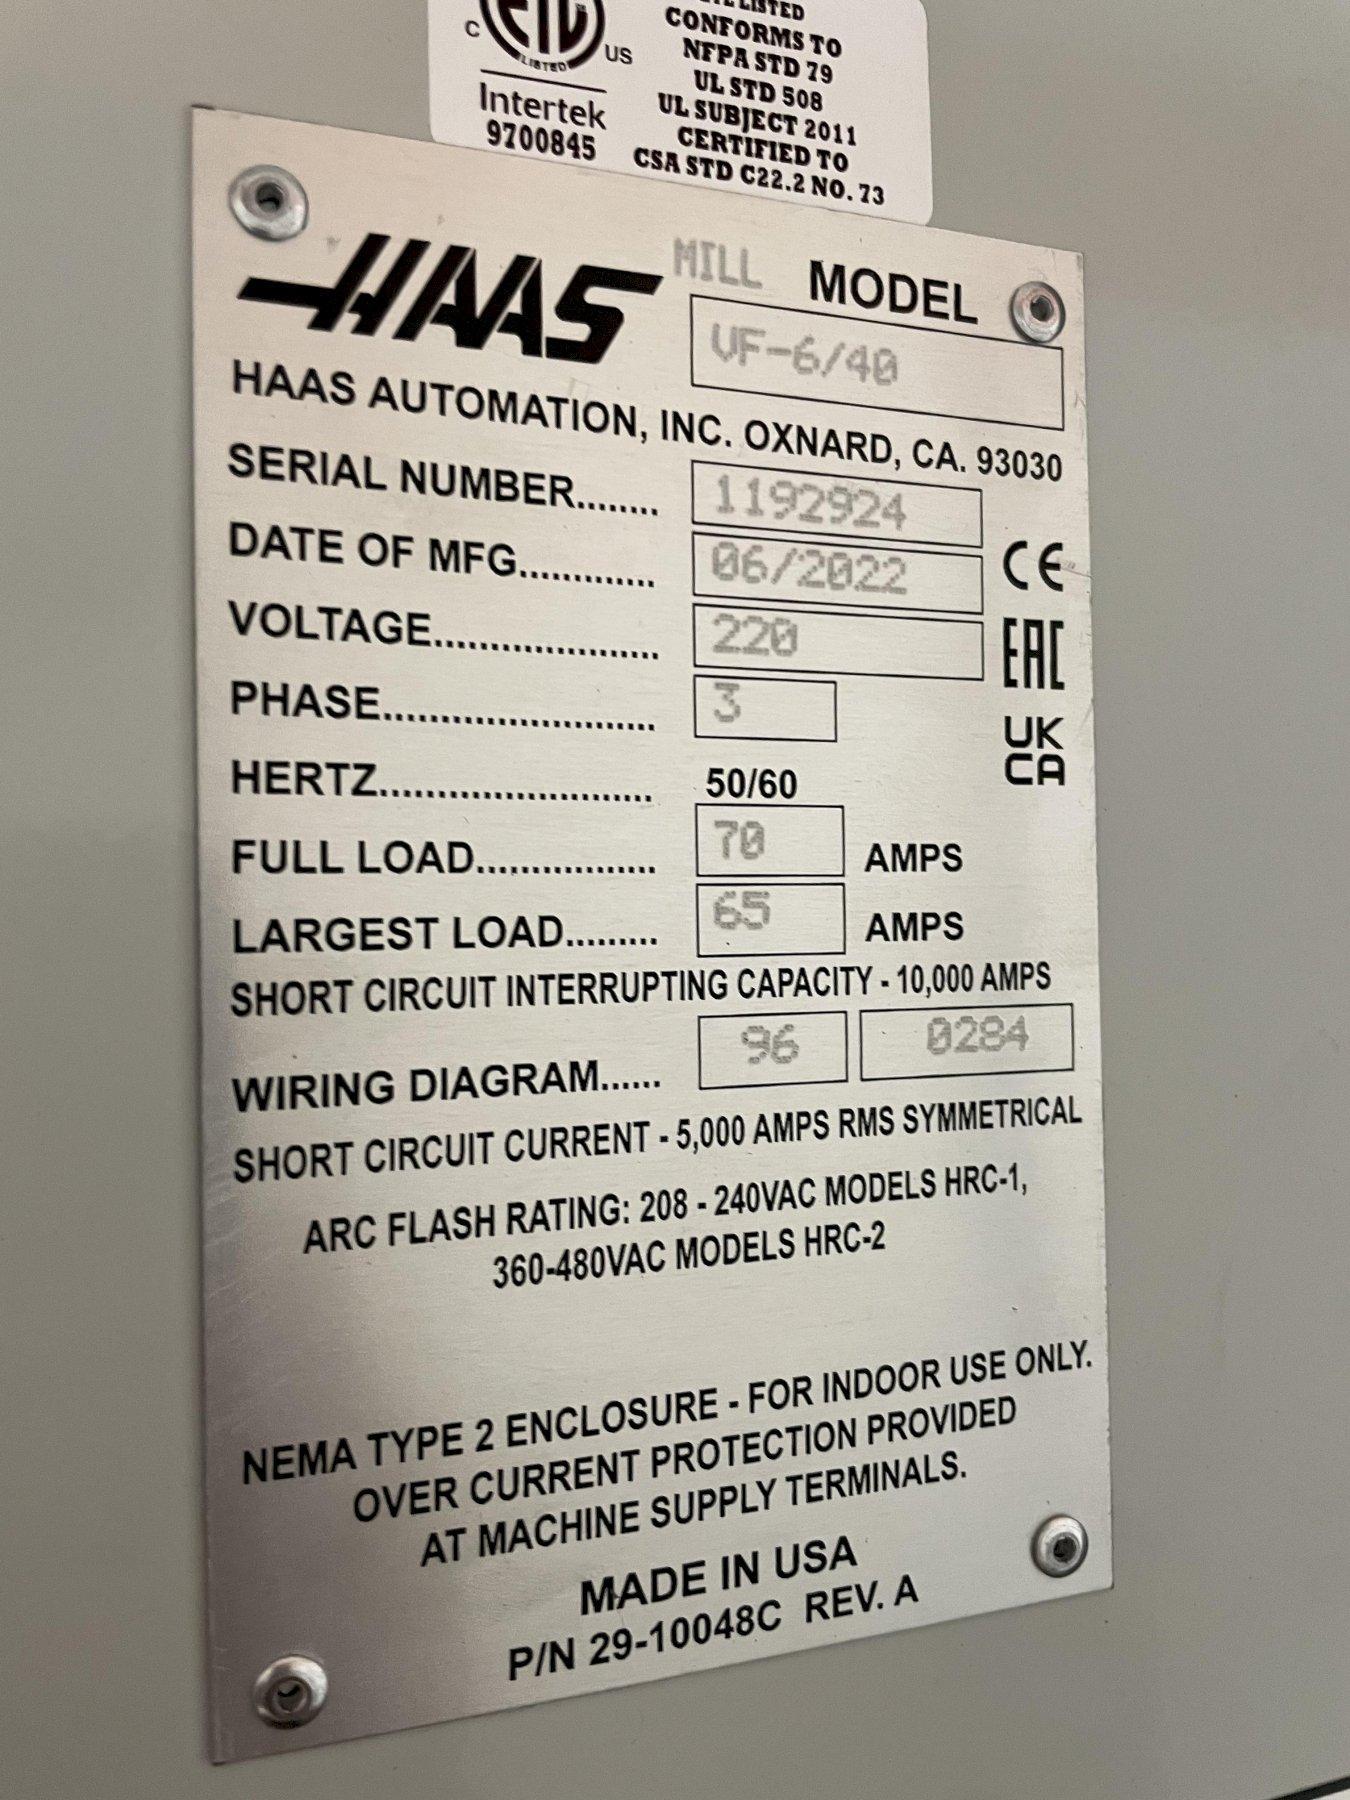 LISTED
CONFORMS TO
NFPA STD 79
UL STD 508
UL SUBJECT 2011
CERTIFIED TO
CSA STD C22.2 NO. 73
C ETL US
LISTED
Intertek
9700845
HAAS
MILL MODEL
VF-6/40
HAAS AUTOMATION, INC. OXNARD, CA. 93030
SERIAL NUMBER........ 1192924
DATE OF MFG............. 06/2022
CE
VOLTAGE..................... 220
EAC
PHASE......................... 3
UK
CA
HERTZ......................... 50/60
FULL LOAD................. 70 AMPS
LARGEST LOAD......... 65 AMPS
SHORT CIRCUIT INTERRUPTING CAPACITY - 10,000 AMPS
WIRING DIAGRAM...... 96 0284
SHORT CIRCUIT CURRENT - 5,000 AMPS RMS SYMMETRICAL
ARC FLASH RATING: 208 - 240VAC MODELS HRC-1,
360-480VAC MODELS HRC-2
NEMA TYPE 2 ENCLOSURE - FOR INDOOR USE ONLY.
OVER CURRENT PROTECTION PROVIDED
AT MACHINE SUPPLY TERMINALS.
MADE IN USA
P/N 29-10048C REV. A